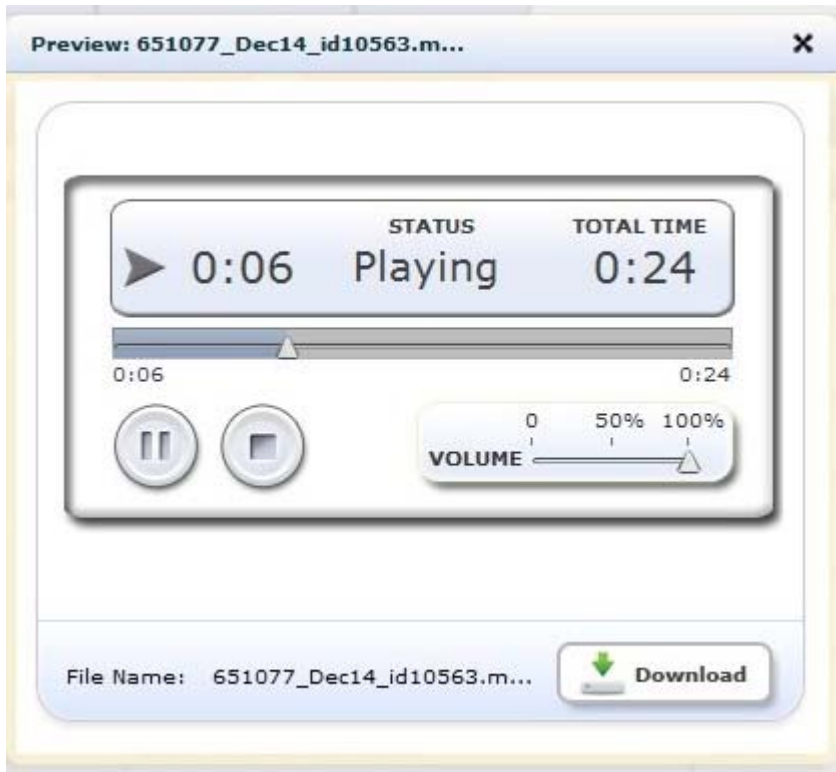 Preview: 651077_Dec14_id10563.m...
STATUS TOTAL TIME
0:06 Playing 0:24
0:06 0:24
0 50% 100%
VOLUME
File Name: 651077_Dec14_id10563.m... Download